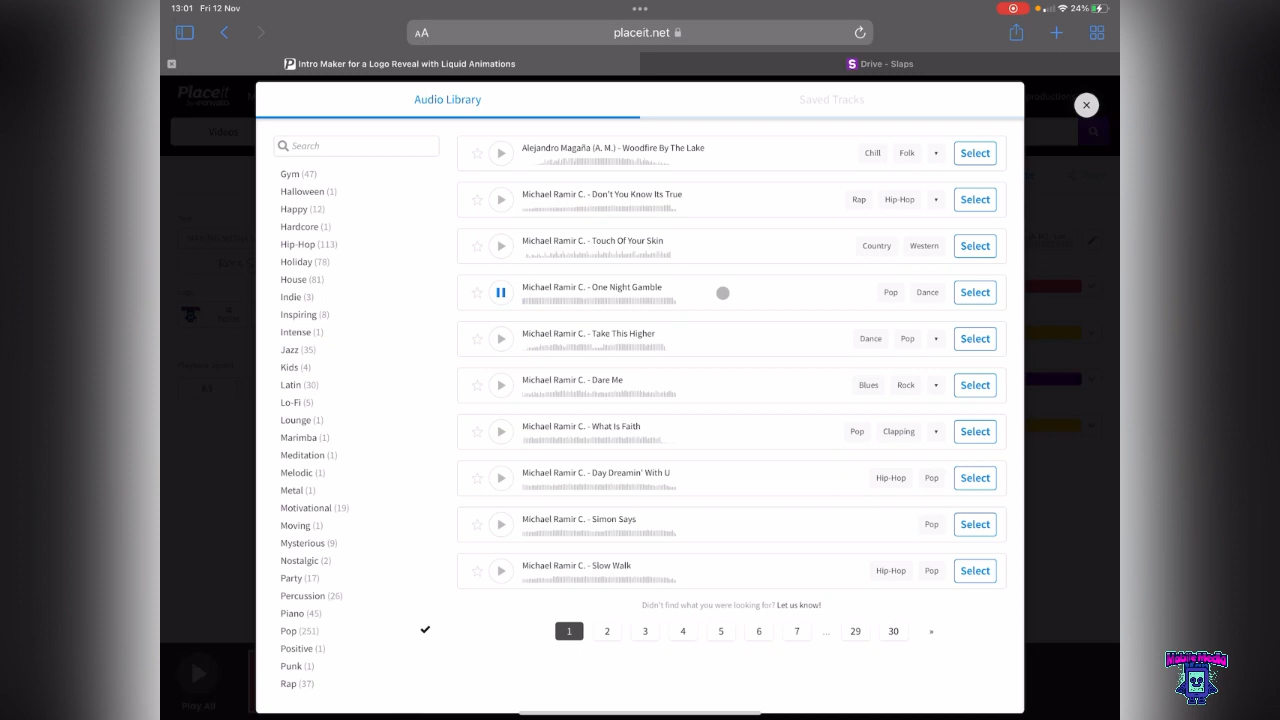 13:01 Fri 12 Nov
24%
AA
placeit.net
Intro Maker for a Logo Reveal with Liquid Animations
S Drive - Slaps
Placeit
Videos
Audio Library
Saved Tracks
Search
Gym (47)
Halloween (1)
Happy (12)
Hardcore (1)
Hip-Hop (113)
Holiday (78)
House (81)
Indie (3)
Inspiring (8)
Intense (1)
Jazz (35)
Kids (4)
Latin (30)
Lo-Fi (5)
Lounge (1)
Marimba (1)
Meditation (1)
Melodic (1)
Metal (1)
Motivational (19)
Moving (1)
Mysterious (9)
Nostalgic (2)
Party (17)
Percussion (26)
Piano (45)
Pop (251)
Positive (1)
Punk (1)
Rap (37)
Alejandro Magaña (A. M.) - Woodfire By The Lake
Chill Folk Select
Michael Ramir C. - Don't You Know Its True
Rap Hip-Hop Select
Michael Ramir C. - Touch Of Your Skin
Country Western Select
Michael Ramir C. - One Night Gamble
Pop Dance Select
Michael Ramir C. - Take This Higher
Dance Pop Select
Michael Ramir C. - Dare Me
Blues Rock Select
Michael Ramir C. - What Is Faith
Pop Clapping Select
Michael Ramir C. - Day Dreamin' With U
Hip-Hop Pop Select
Michael Ramir C. - Simon Says
Pop Select
Michael Ramir C. - Slow Walk
Hip-Hop Pop Select
Didn't find what you were looking for? Let us know!
1 2 3 4 5 6 7 ... 29 30 »
Play All
Mobile Media